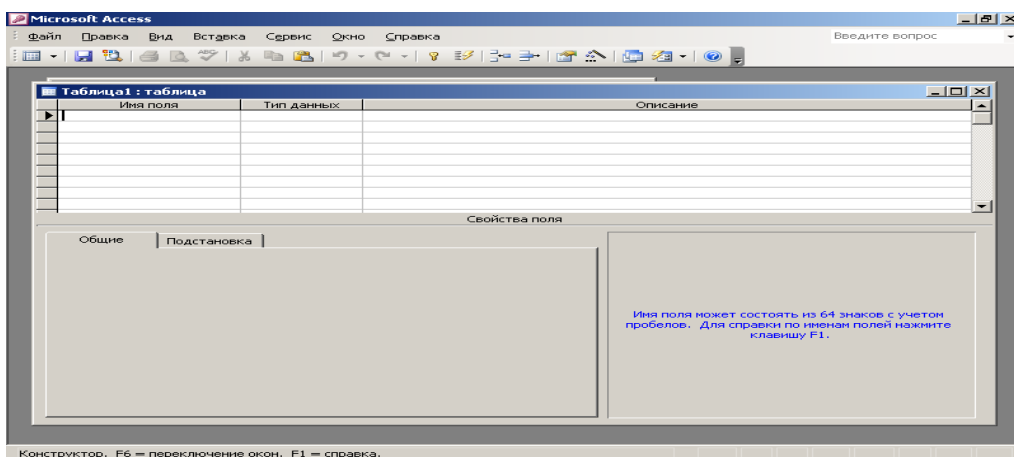 Microsoft Access
Файл Правка Вид Вставка Сервис Окно Справка Введите вопрос
Таблица1 : таблица
Имя поля Тип данных Описание
Свойства поля
Общие Подстановка
Имя поля может состоять из 64 знаков с учетом
пробелов. Для справки по именам полей нажмите
клавишу F1.
Конструктор. F6 = переключение окон. F1 = справка.